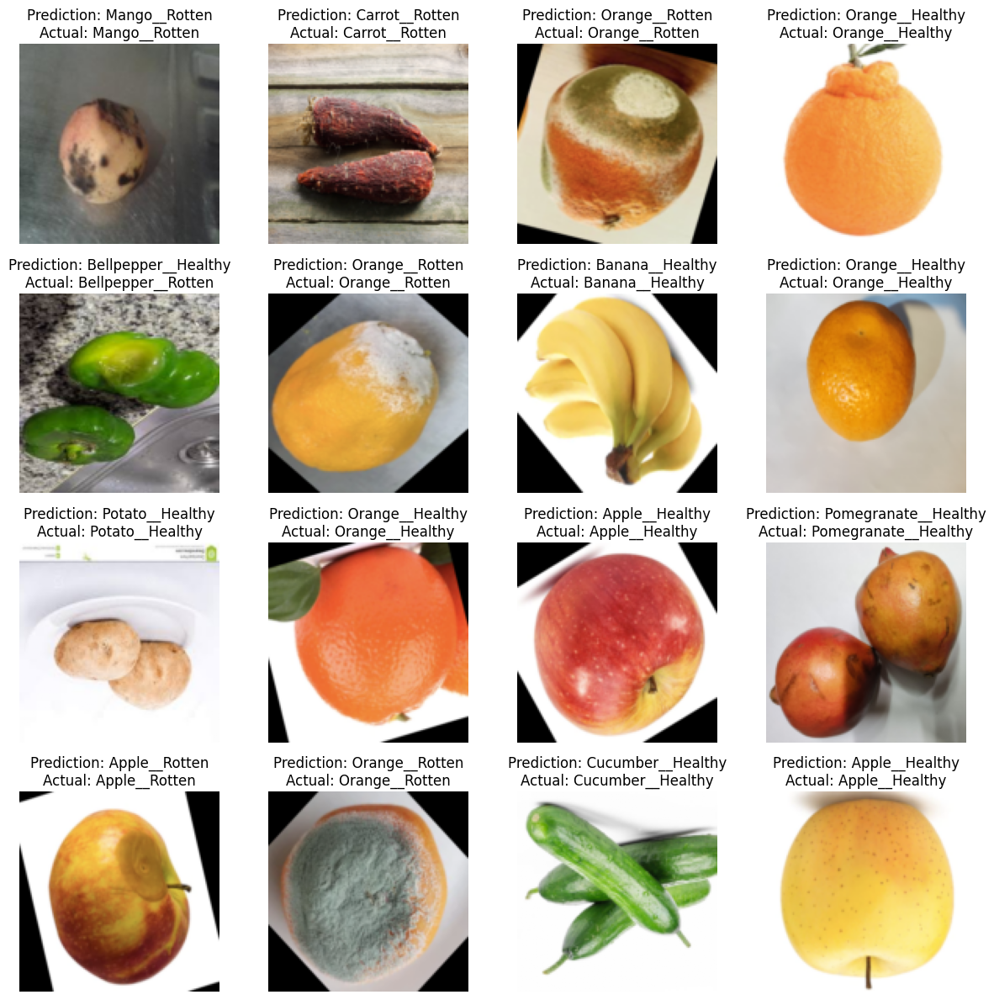 Prediction: Mango__Rotten
Actual: Mango__Rotten
Prediction: Carrot__Rotten
Actual: Carrot__Rotten
Prediction: Orange__Rotten
Actual: Orange__Rotten
Prediction: Orange__Healthy
Actual: Orange__Healthy
Prediction: Bellpepper__Healthy
Actual: Bellpepper__Rotten
Prediction: Orange__Rotten
Actual: Orange__Rotten
Prediction: Banana__Healthy
Actual: Banana__Healthy
Prediction: Orange__Healthy
Actual: Orange__Healthy
Prediction: Potato__Healthy
Actual: Potato__Healthy
Prediction: Orange__Healthy
Actual: Orange__Healthy
Prediction: Apple__Healthy
Actual: Apple__Healthy
Prediction: Pomegranate__Healthy
Actual: Pomegranate__Healthy
Prediction: Apple__Rotten
Actual: Apple__Rotten
Prediction: Orange__Rotten
Actual: Orange__Rotten
Prediction: Cucumber__Healthy
Actual: Cucumber__Healthy
Prediction: Apple__Healthy
Actual: Apple__Healthy